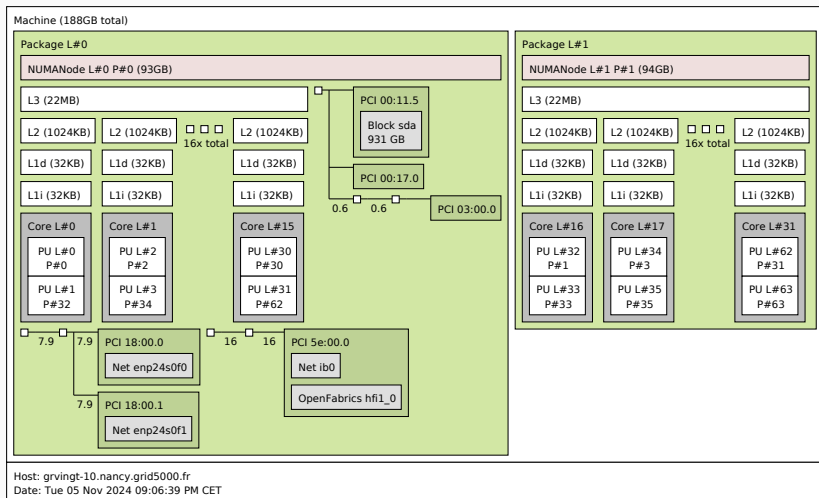 Machine (188GB total)
Package L#0
NUMANode L#0 P#0 (93GB)
L3 (22MB)
L2 (1024KB)
L2 (1024KB)
16x total
L2 (1024KB)
L1d (32KB)
L1d (32KB)
L1d (32KB)
L1i (32KB)
L1i (32KB)
L1i (32KB)
Core L#0
PU L#0
P#0
PU L#1
P#32
Core L#1
PU L#2
P#2
PU L#3
P#34
Core L#15
PU L#30
P#30
PU L#31
P#62
PCI 00:11.5
Block sda
931 GB
PCI 00:17.0
0.6
0.6
PCI 03:00.0
7.9
7.9
PCI 18:00.0
Net enp24s0f0
7.9
PCI 18:00.1
Net enp24s0f1
16
16
PCI 5e:00.0
Net ib0
OpenFabrics hfi1_0
Package L#1
NUMANode L#1 P#1 (94GB)
L3 (22MB)
L2 (1024KB)
L2 (1024KB)
16x total
L2 (1024KB)
L1d (32KB)
L1d (32KB)
L1d (32KB)
L1i (32KB)
L1i (32KB)
L1i (32KB)
Core L#16
PU L#32
P#1
PU L#33
P#33
Core L#17
PU L#34
P#3
PU L#35
P#35
Core L#31
PU L#62
P#31
PU L#63
P#63
Host: grvingt-10.nancy.grid5000.fr
Date: Tue 05 Nov 2024 09:06:39 PM CET